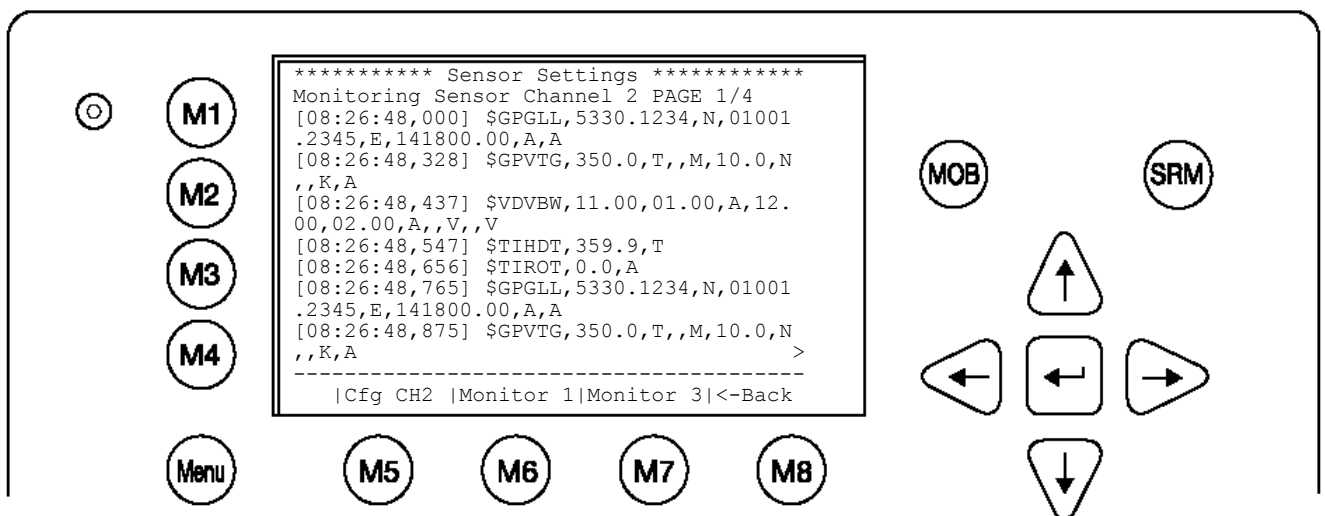 *********** Sensor Settings ************
Monitoring Sensor Channel 2 PAGE 1/4
[08:26:48,000] $GPGLL,5330.1234,N,01001
.2345,E,141800.00,A,A
[08:26:48,328] $GPVTG,350.0,T,,M,10.0,N
,,K,A
[08:26:48,437] $VDVBW,11.00,01.00,A,12.
00,02.00,A,,V,,V
[08:26:48,547] $TIHDT,359.9,T
[08:26:48,656] $TIROT,0.0,A
[08:26:48,765] $GPGLL,5330.1234,N,01001
.2345,E,141800.00,A,A
[08:26:48,875] $GPVTG,350.0,T,,M,10.0,N
,,K,A >
----------------------------------------
|Cfg CH2 |Monitor 1|Monitor 3|<-Back
M1
M2
M3
M4
MOB
SRM
Menu
M5
M6
M7
M8